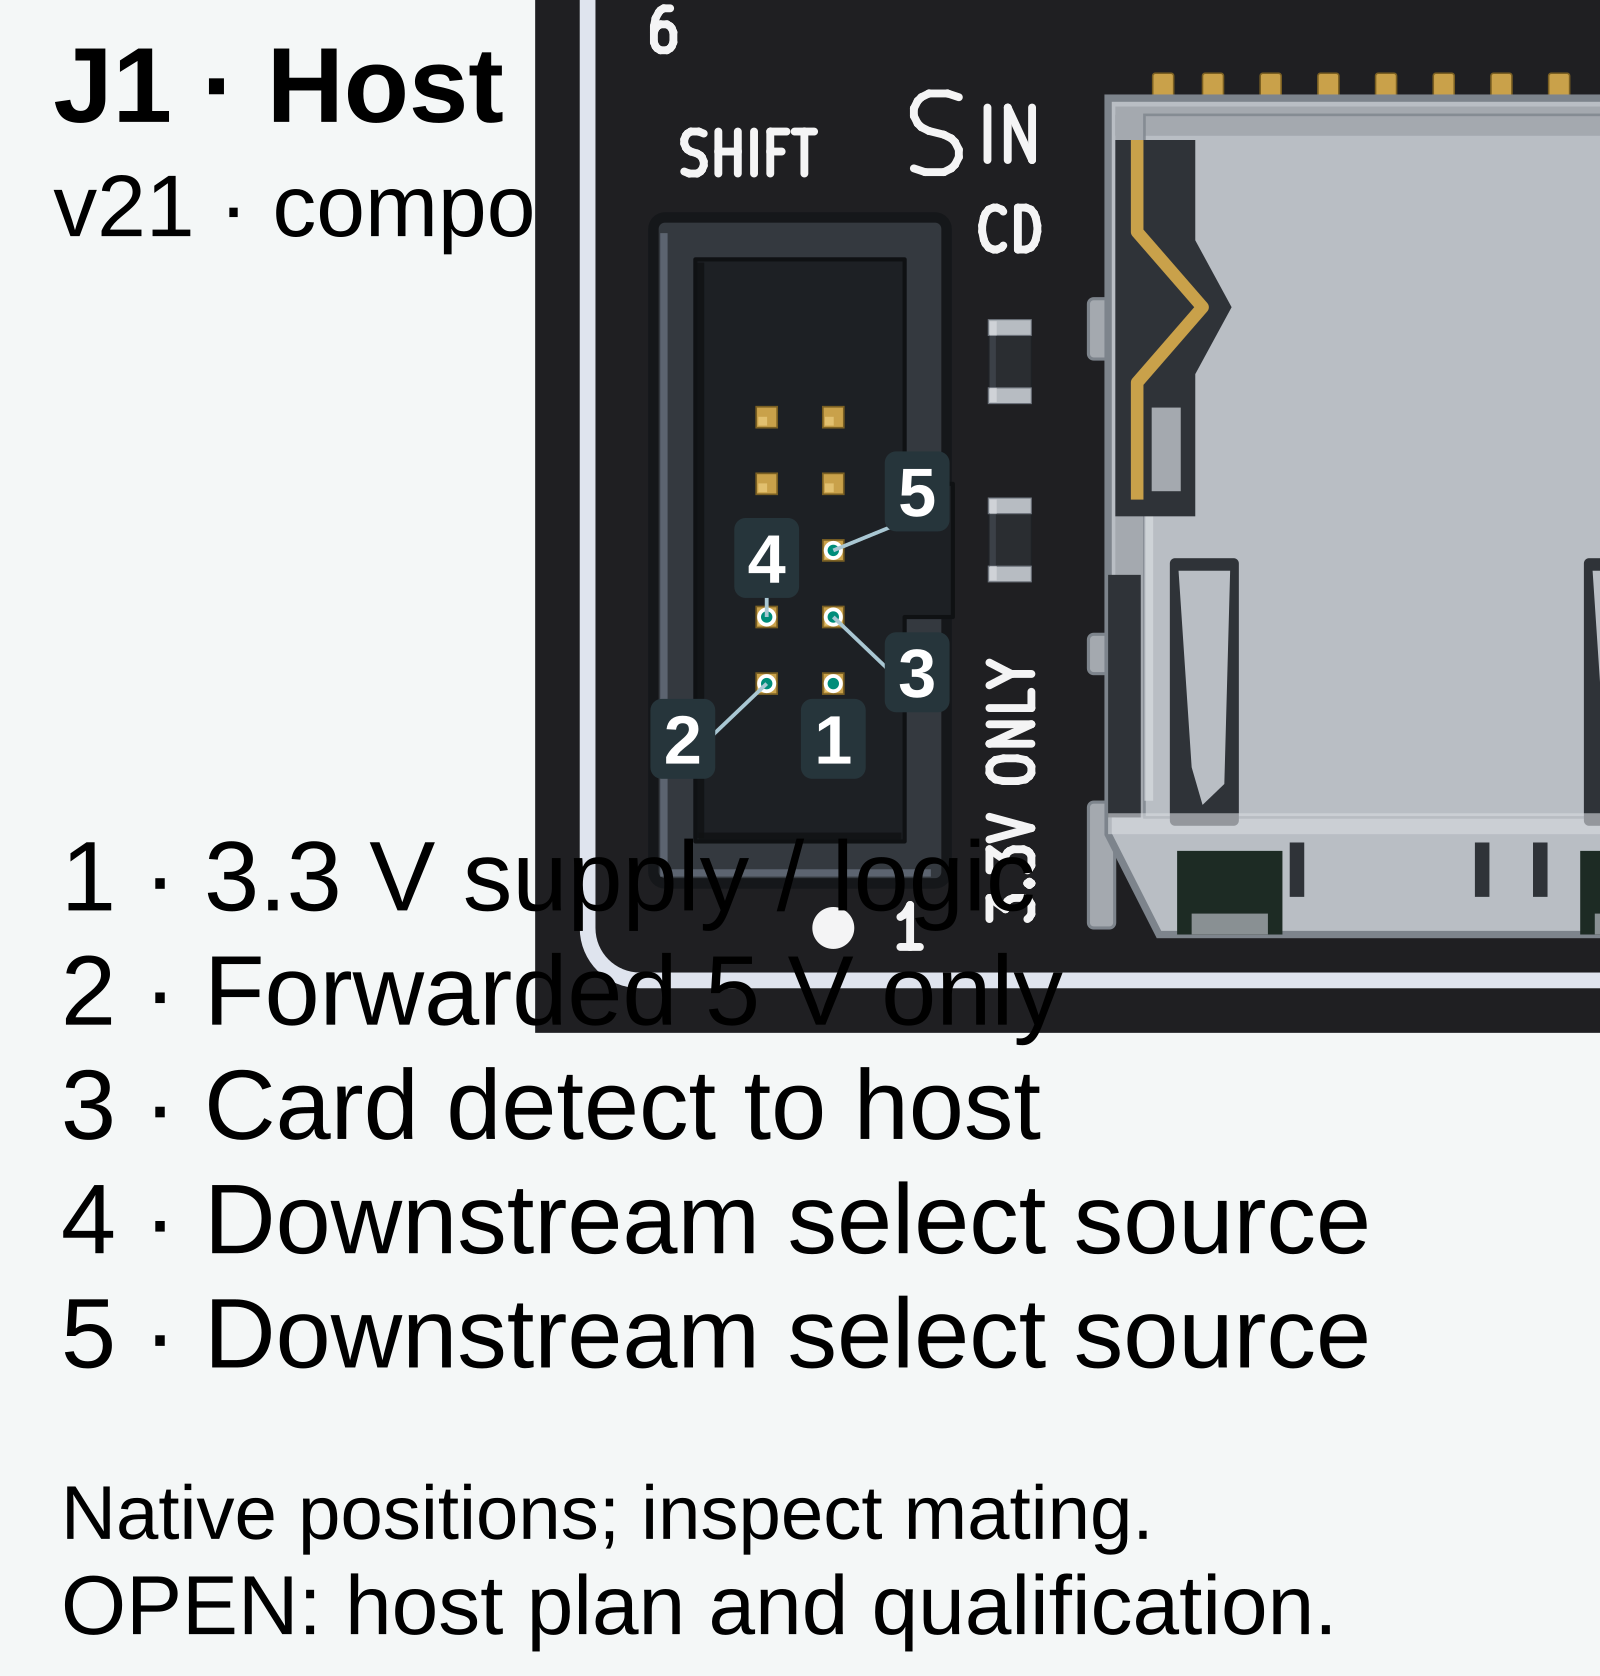 J1 · Host
v21 · compo
6
SHIFT
S IN
CD
5
4
3
2
1
3.3V ONLY
1
1 · 3.3 V supply / logic
2 · Forwarded 5 V only
3 · Card detect to host
4 · Downstream select source
5 · Downstream select source
Native positions; inspect mating.
OPEN: host plan and qualification.